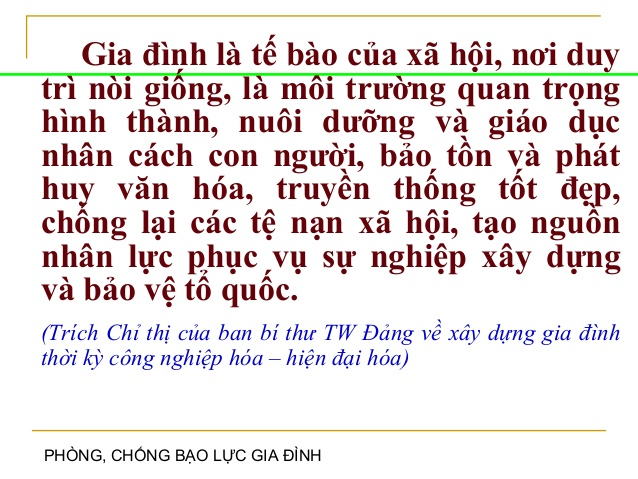 Gia đình là tế bào của xã hội, nơi duy
trì nòi giống, là môi trường quan trọng
hình thành, nuôi dưỡng và giáo dục
nhân cách con người, bảo tồn và phát
huy văn hóa, truyền thống tốt đẹp,
chống lại các tệ nạn xã hội, tạo nguồn
nhân lực phục vụ sự nghiệp xây dựng
và bảo vệ tổ quốc.
(Trích Chỉ thị của ban bí thư TW Đảng về xây dựng gia đình
thời kỳ công nghiệp hóa – hiện đại hóa)
PHÒNG, CHỐNG BẠO LỰC GIA ĐÌNH